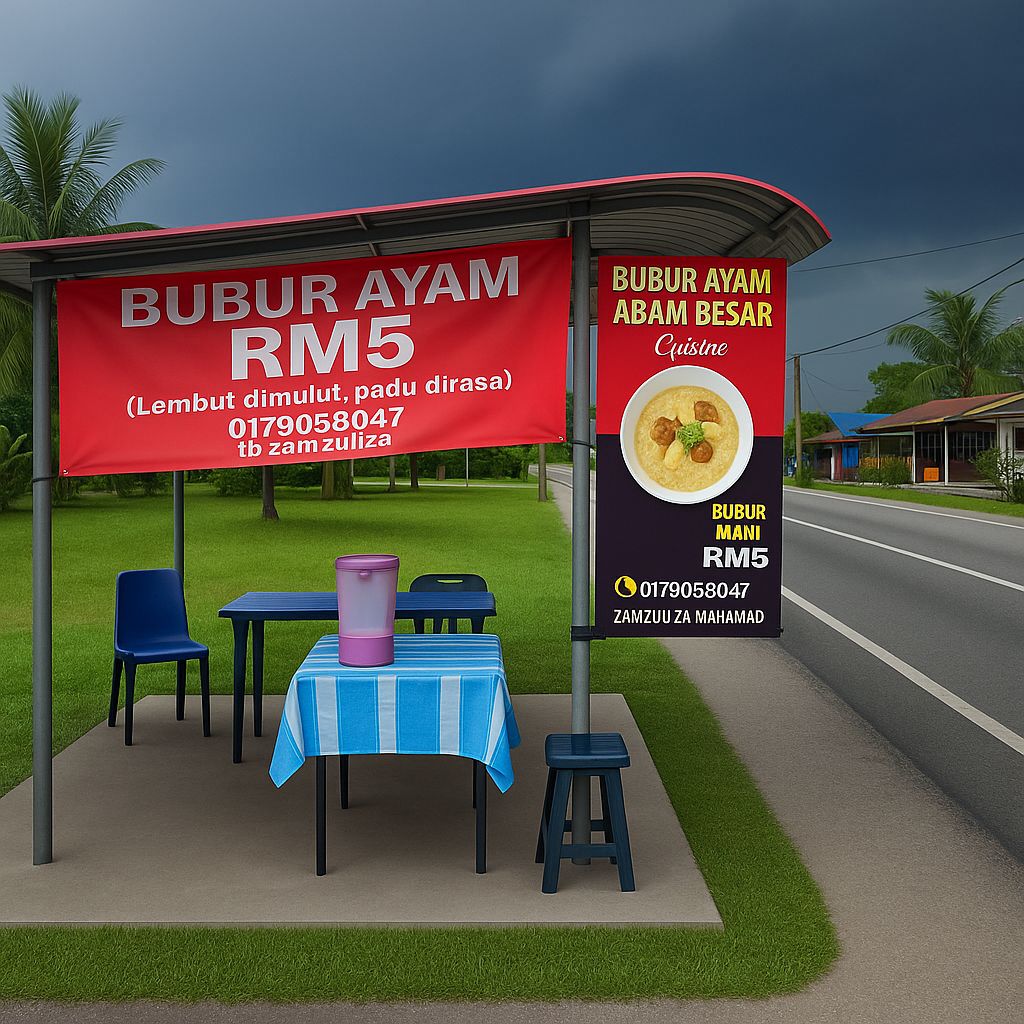 BUBUR AYAM
RM5
(Lembut dimulut, padu dirasa)
0179058047
tb zamzuliza
BUBUR AYAM
ABAM BESAR
Cuisine
BUBUR
MANI
RM5
0179058047
ZAMZUU ZA MAHAMAD